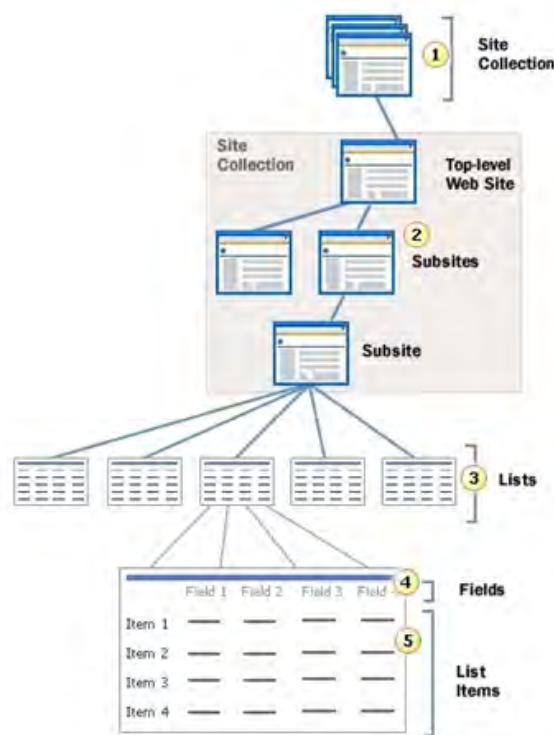 1
Site
Collection
Site
Collection
Top-level
Web Site
2
Subsites
Subsite
3
Lists
4
Field 1 Field 2 Field 3 Field
Fields
Item 1
5
Item 2
Item 3
Item 4
List
Items